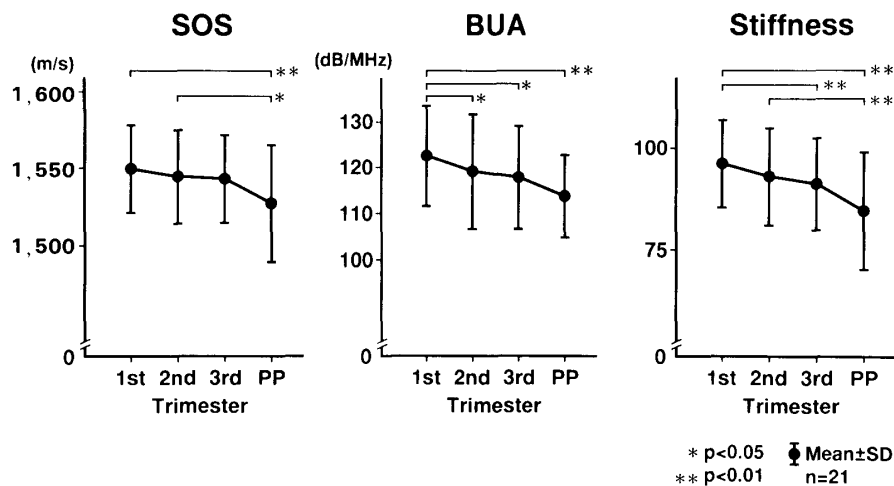 SOS
(m/s)
**
*
1,600
1,550
1,500
0
1st 2nd 3rd PP
Trimester
BUA
(dB/MHz)
**
*
*
130
120
110
100
0
1st 2nd 3rd PP
Trimester
Stiffness
**
**
**
100
75
0
1st 2nd 3rd PP
Trimester
* p<0.05
** p<0.01
Mean±SD
n=21